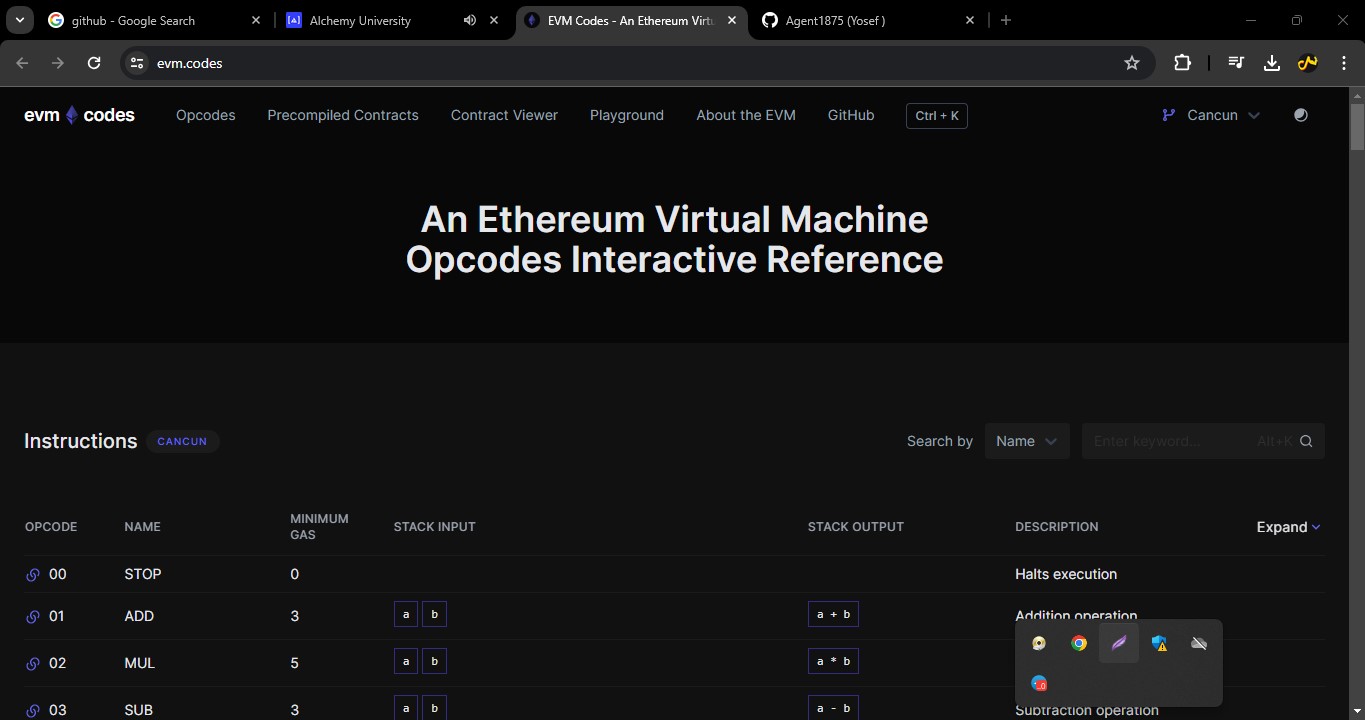 github - Google Search
Alchemy University
EVM Codes - An Ethereum Virtu
Agent1875 (Yosef)
evm.codes
evm codes
Opcodes
Precompiled Contracts
Contract Viewer
Playground
About the EVM
GitHub
Ctrl + K
Cancun
An Ethereum Virtual Machine
Opcodes Interactive Reference
Instructions
CANCUN
Search by
Name
Enter keyword...
Alt+K
OPCODE
NAME
MINIMUM
GAS
STACK INPUT
STACK OUTPUT
DESCRIPTION
Expand
00 STOP 0 Halts execution
01 ADD 3 a b a + b Addition operation
02 MUL 5 a b a * b
03 SUB 3 a b a - b Subtraction operation